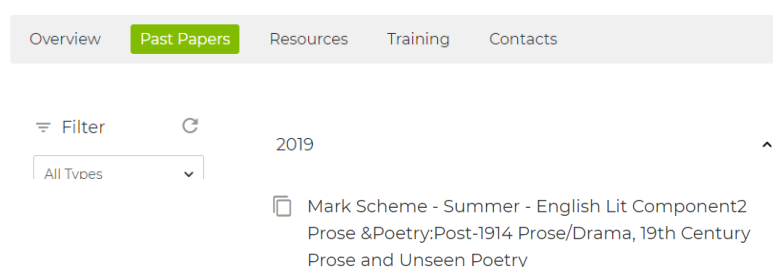 Overview Past Papers Resources Training Contacts
Filter
2019
All Types
Mark Scheme - Summer - English Lit Component2
Prose &Poetry:Post-1914 Prose/Drama, 19th Century
Prose and Unseen Poetry